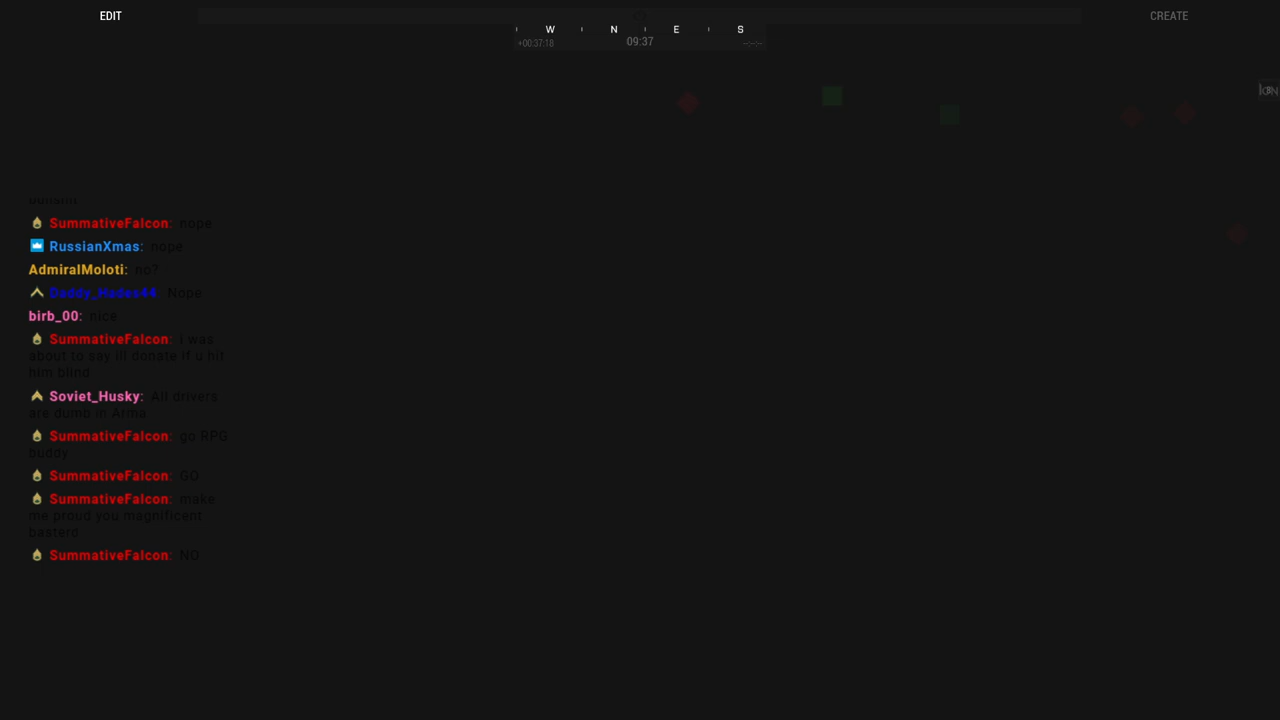 EDIT
CREATE
W N E S
+00:37:18 09:37 --:--:--
SummativeFalcon: nope
RussianXmas: nope
AdmiralMoloti: no?
Daddy_Hades44: Nope
birb_00: nice
SummativeFalcon: I was
about to say ill donate if u hit
him blind
Soviet_Husky: All drivers
are dumb in Arma
SummativeFalcon: go RPG
buddy
SummativeFalcon: GO
SummativeFalcon: make
me proud you magnificent
basterd
SummativeFalcon: NO